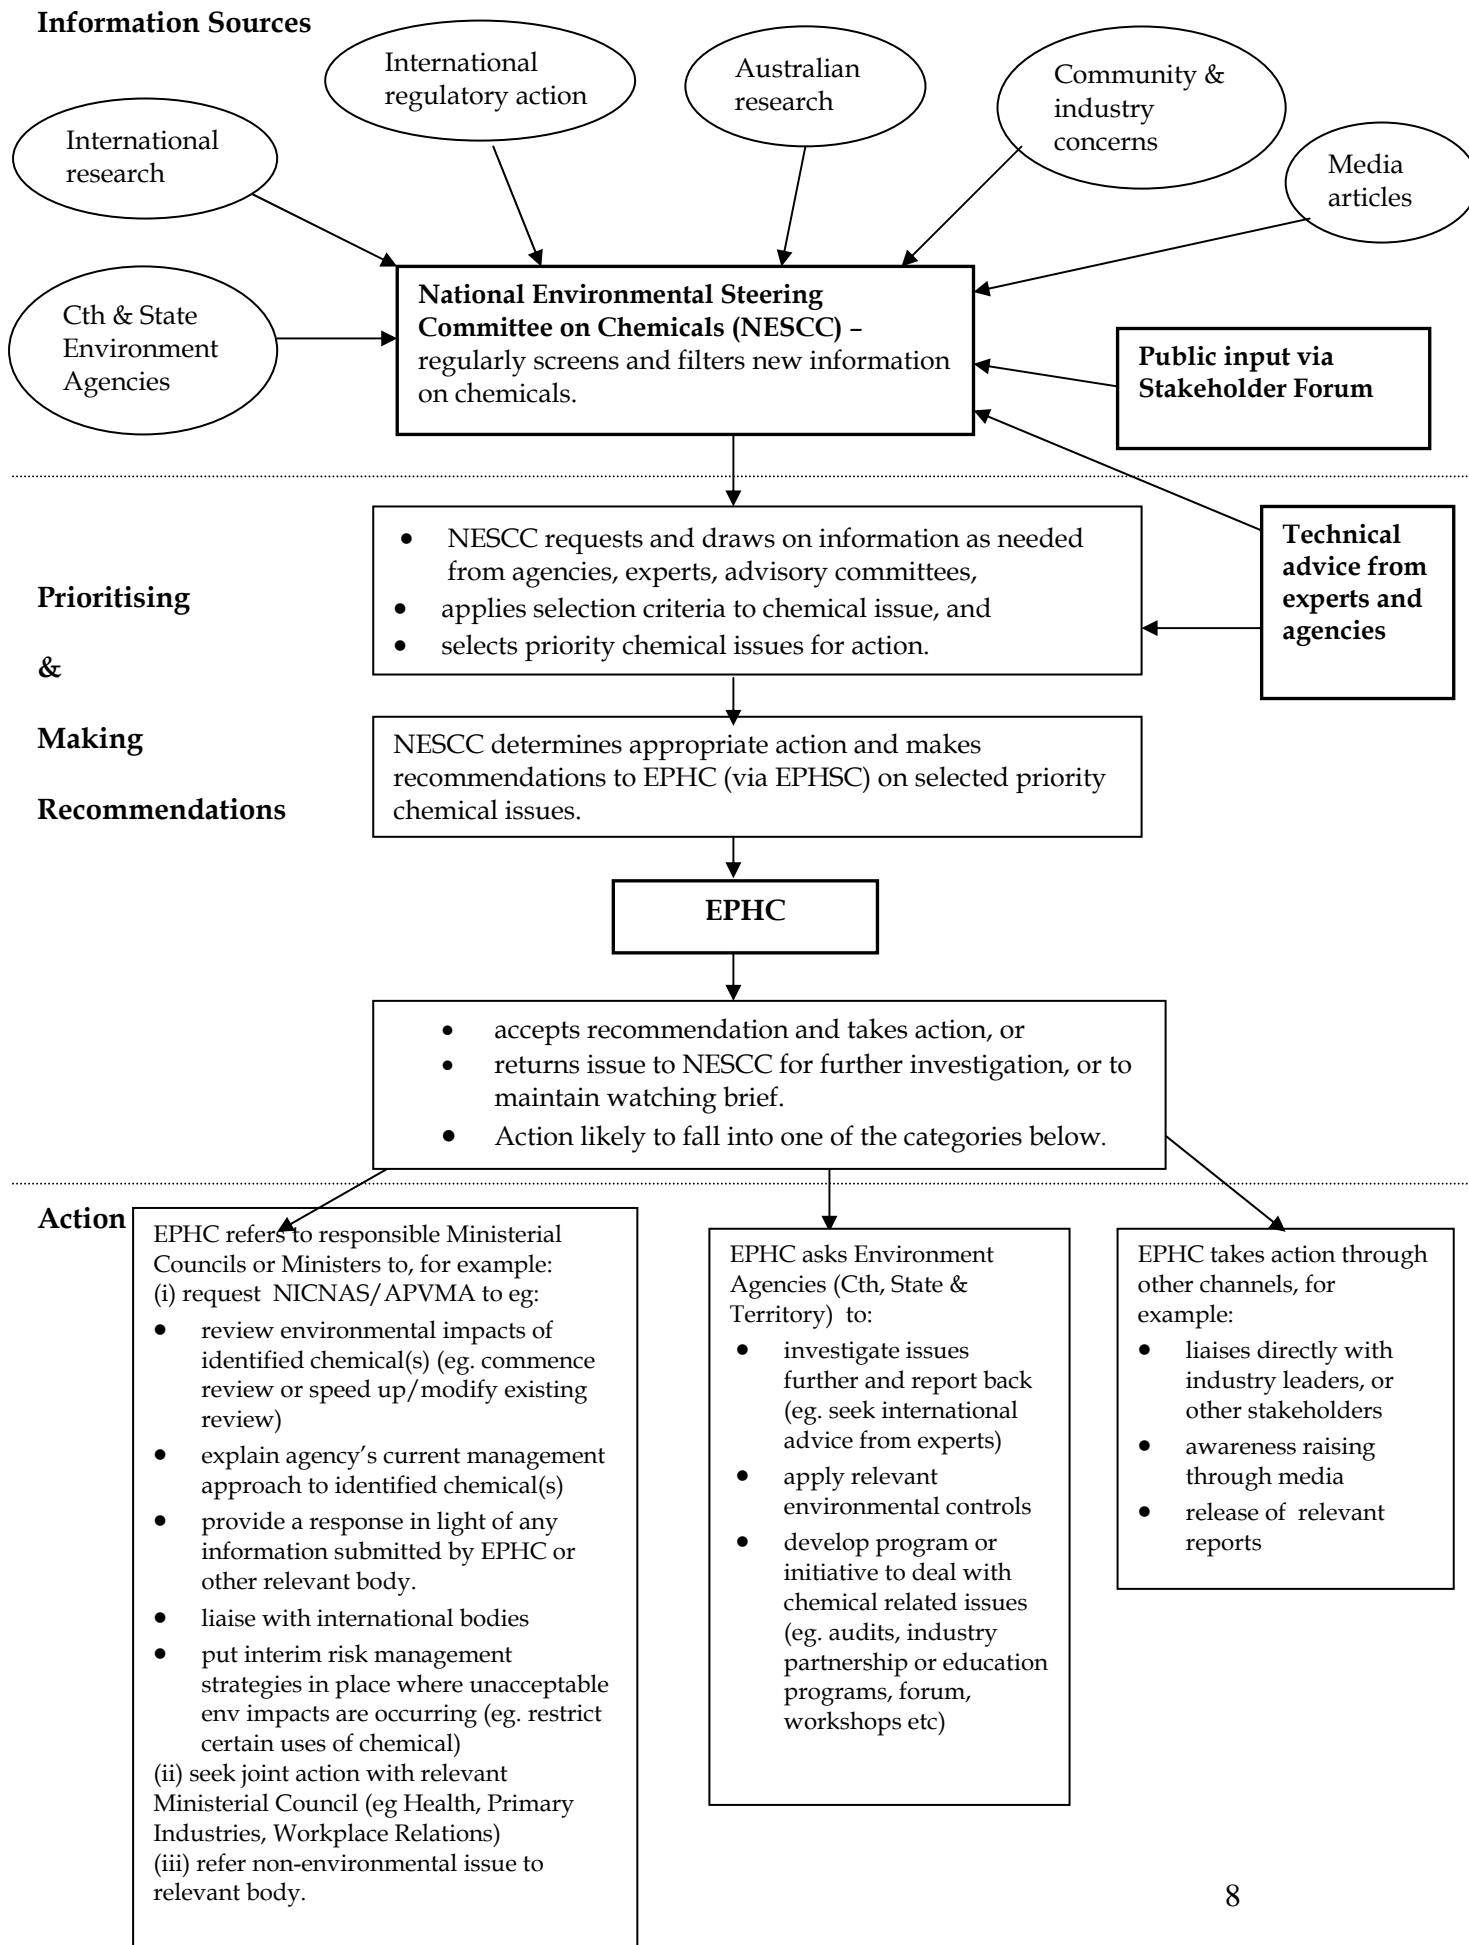 Information Sources
International
regulatory action
Australian
research
Community &
industry
concerns
International
research
Media
articles
Cth & State
Environment
Agencies
National Environmental Steering
Committee on Chemicals (NESCC) –
regularly screens and filters new information
on chemicals.
Public input via
Stakeholder Forum
Prioritising
&
Making
Recommendations
• NESCC requests and draws on information as needed
from agencies, experts, advisory committees,
• applies selection criteria to chemical issue, and
• selects priority chemical issues for action.
Technical
advice from
experts and
agencies
NESCC determines appropriate action and makes
recommendations to EPHC (via EPHSC) on selected priority
chemical issues.
EPHC
• accepts recommendation and takes action, or
• returns issue to NESCC for further investigation, or to
maintain watching brief.
• Action likely to fall into one of the categories below.
Action
EPHC refers to responsible Ministerial
Councils or Ministers to, for example:
(i) request NICNAS/APVMA to eg:
• review environmental impacts of
identified chemical(s) (eg. commence
review or speed up/modify existing
review)
• explain agency's current management
approach to identified chemical(s)
• provide a response in light of any
information submitted by EPHC or
other relevant body.
• liaise with international bodies
• put interim risk management
strategies in place where unacceptable
env impacts are occurring (eg. restrict
certain uses of chemical)
(ii) seek joint action with relevant
Ministerial Council (eg Health, Primary
Industries, Workplace Relations)
(iii) refer non-environmental issue to
relevant body.
EPHC asks Environment
Agencies (Cth, State &
Territory) to:
• investigate issues
further and report back
(eg. seek international
advice from experts)
• apply relevant
environmental controls
• develop program or
initiative to deal with
chemical related issues
(eg. audits, industry
partnership or education
programs, forum,
workshops etc)
EPHC takes action through
other channels, for
example:
• liaises directly with
industry leaders, or
other stakeholders
• awareness raising
through media
• release of relevant
reports
8